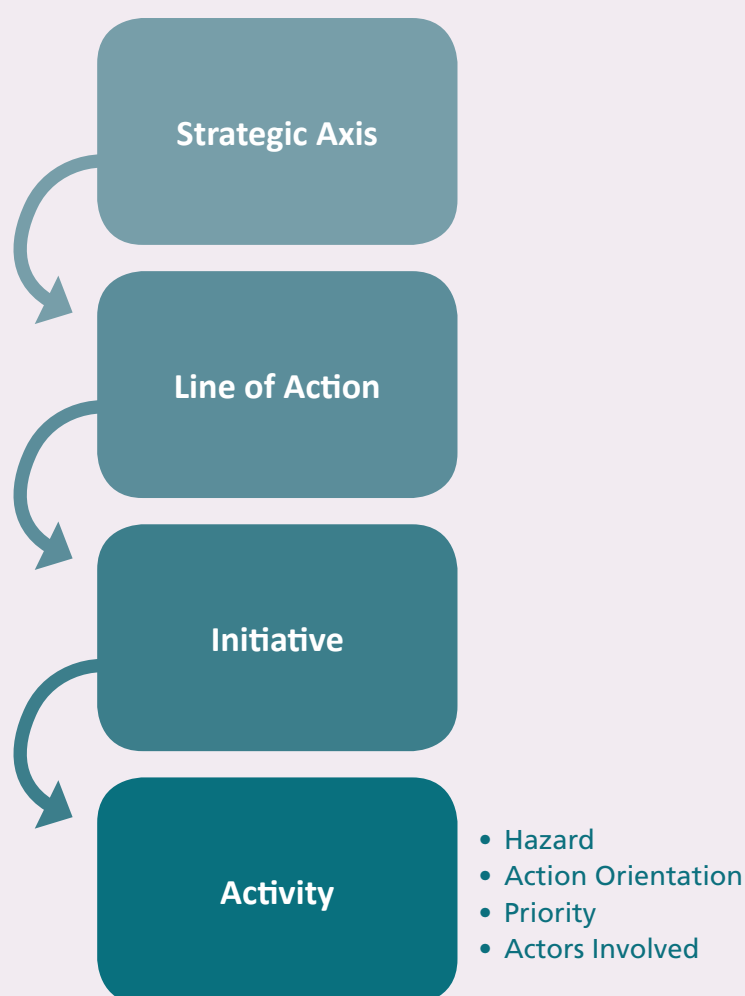 Strategic Axis
Line of Action
Initiative
Activity
• Hazard
• Action Orientation
• Priority
• Actors Involved